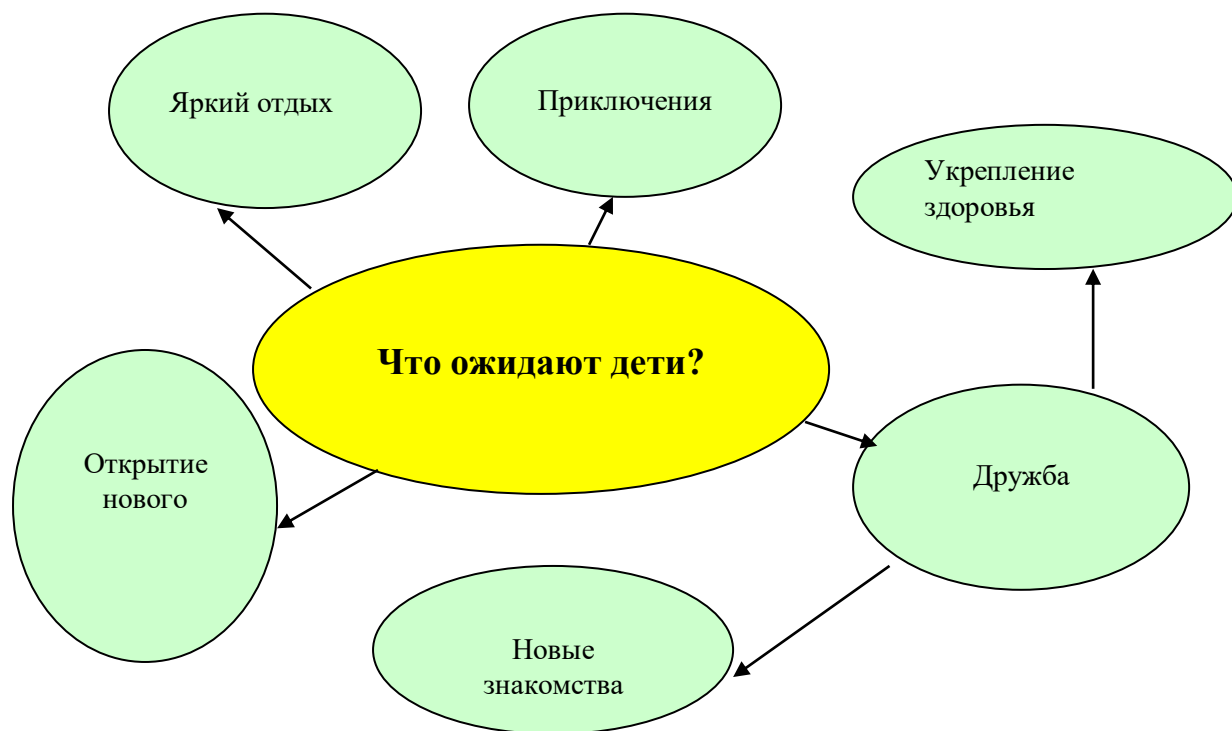 Яркий отдых
Приключения
Укрепление
здоровья
Что ожидают дети?
Открытие
нового
Дружба
Новые
знакомства